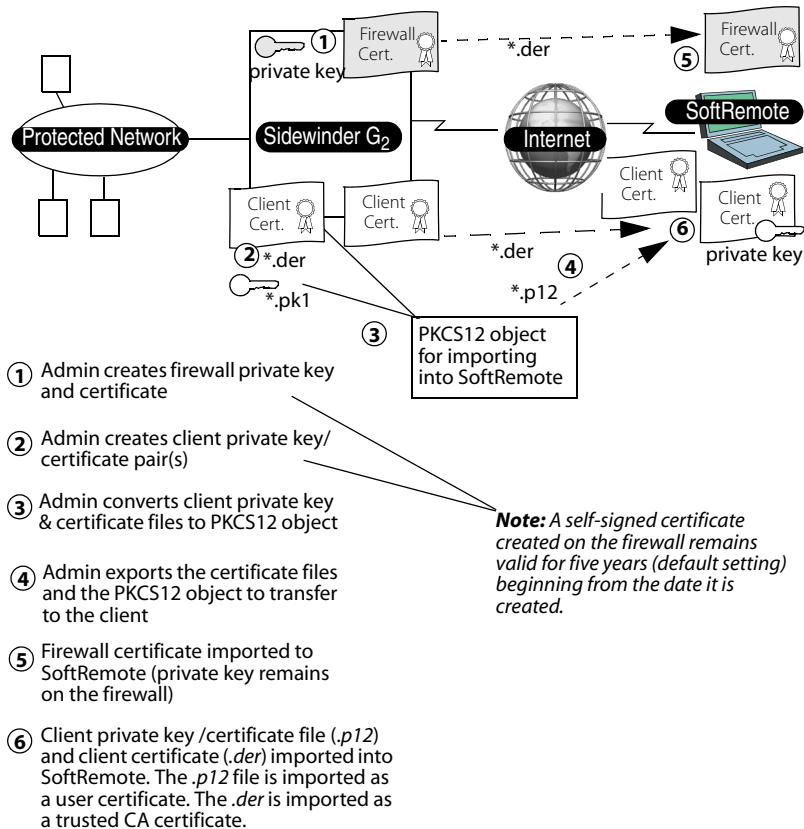 1
Firewall
Cert.
private key
*.der
Firewall
Cert.
5
Protected Network
Sidewinder G2
Internet
SoftRemote
Client
Cert.
Client
Cert.
Client
Cert.
Client
Cert.
6
private key
2
*.der
*.pk1
*.der
4
*.p12
3
PKCS12 object
for importing
into SoftRemote
1 Admin creates firewall private key
and certificate
2 Admin creates client private key/
certificate pair(s)
3 Admin converts client private key
& certificate files to PKCS12 object
4 Admin exports the certificate files
and the PKCS12 object to transfer
to the client
5 Firewall certificate imported to
SoftRemote (private key remains
on the firewall)
6 Client private key /certificate file (.p12)
and client certificate (.der) imported into
SoftRemote. The .p12 file is imported as
a user certificate. The .der is imported as
a trusted CA certificate.
Note: A self-signed certificate
created on the firewall remains
valid for five years (default setting)
beginning from the date it is
created.